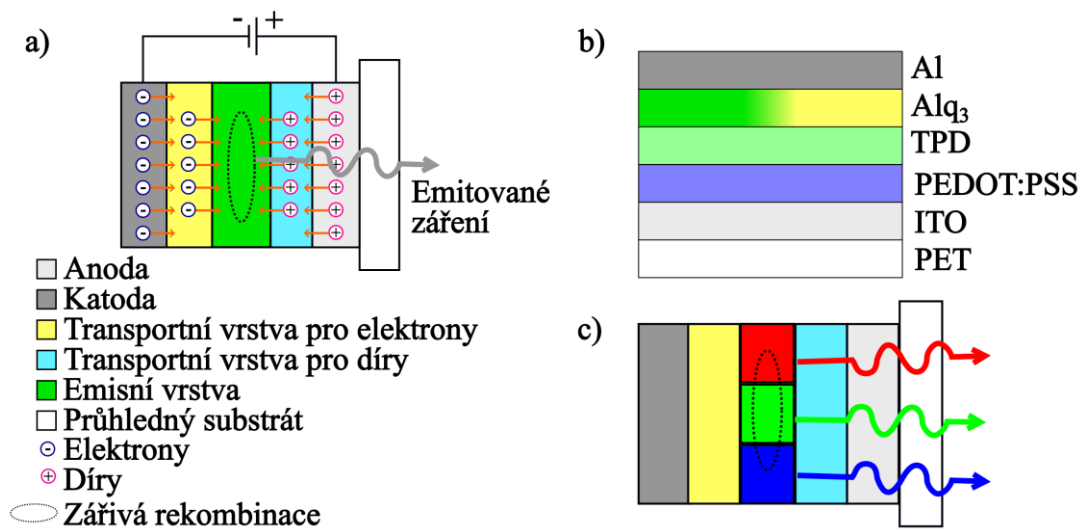 a)
- +
Emitované
záření
Anoda
Katoda
Transportní vrstva pro elektrony
Transportní vrstva pro díry
Emisní vrstva
Průhledný substrát
Elektrony
Díry
Zářivá rekombinace
b)
Al
Alq₃
TPD
PEDOT:PSS
ITO
PET
c)